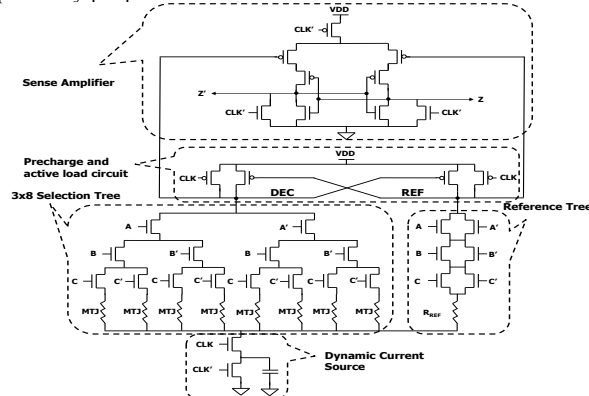 VDD
CLK'
Sense Amplifier
Z'
Z
CLK'
CLK'
Precharge and
active load circuit
VDD
CLK
CLK
DEC
REF
3x8 Selection Tree
Reference Tree
A
A'
A
A'
B
B'
B
B'
B
B'
C
C'
C
C'
C
C'
C
C'
C
C'
MTJ
MTJ
MTJ
MTJ
MTJ
MTJ
MTJ
MTJ
RREF
CLK
CLK'
Dynamic Current
Source